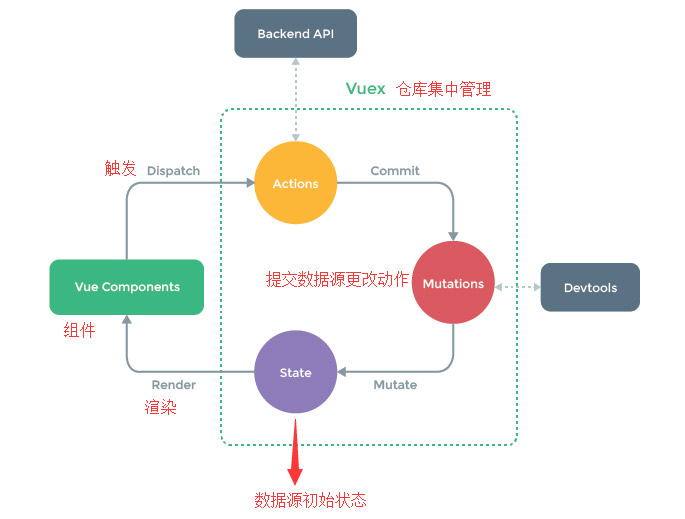 Backend API
Vuex 仓库集中管理
触发 Dispatch
Actions
Commit
Vue Components
组件
提交数据源更改动作
Mutations
Devtools
State
Render
渲染
Mutate
数据源初始状态